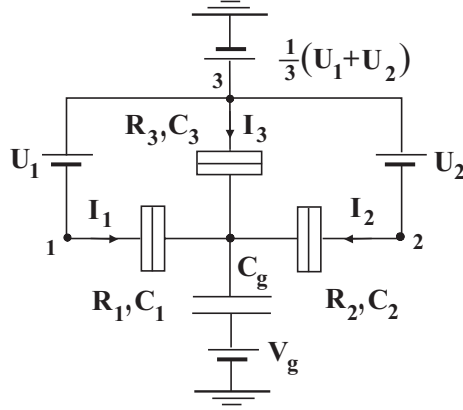 1/3(U1+U2)
3
R3,C3
I3
U1
U2
I1
I2
1
2
Cg
R1,C1
R2,C2
Vg